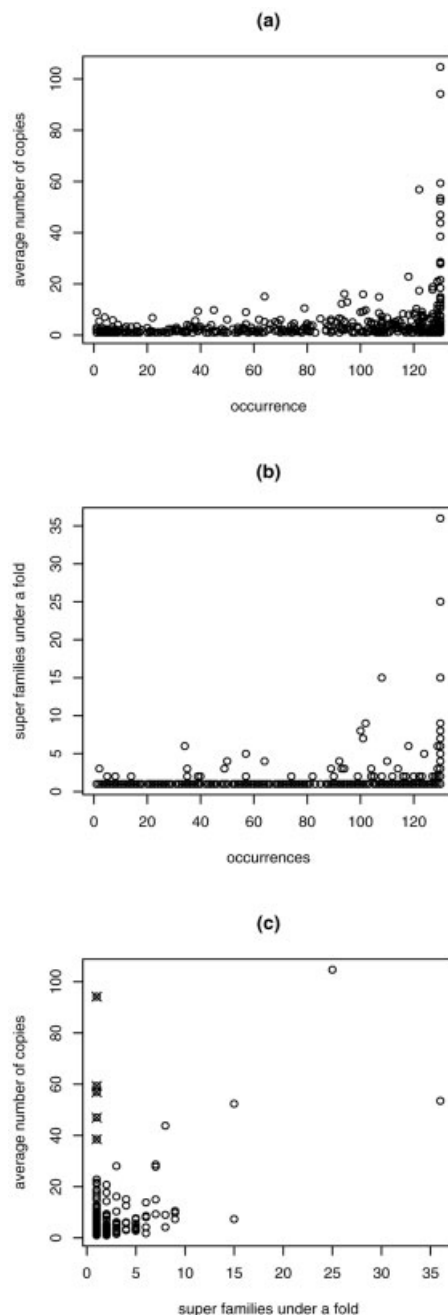 (a)
average number of copies
100
80
60
40
20
0
0 20 40 60 80 100 120
occurrence
(b)
super families under a fold
35
30
25
20
15
10
5
0
0 20 40 60 80 100 120
occurrences
(c)
average number of copies
100
80
60
40
20
0
0 5 10 15 20 25 30 35
super families under a fold